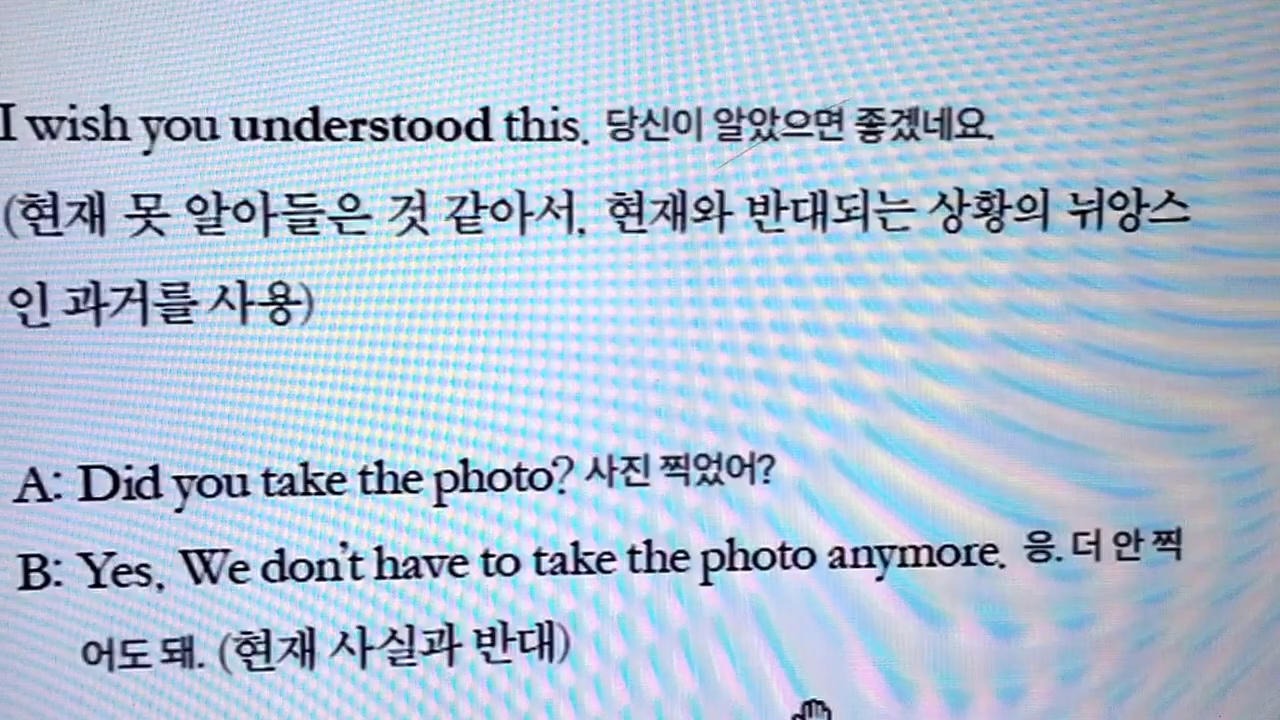 I wish you understood this. 당신이 알았으면 좋겠네요.
(현재 못 알아들은 것 같아서, 현재와 반대되는 상황의 뉘앙스
인 과거를 사용)
A: Did you take the photo? 사진 찍었어?
B: Yes, We don't have to take the photo anymore. 응. 더 안 찍
어도 돼. (현재 사실과 반대)